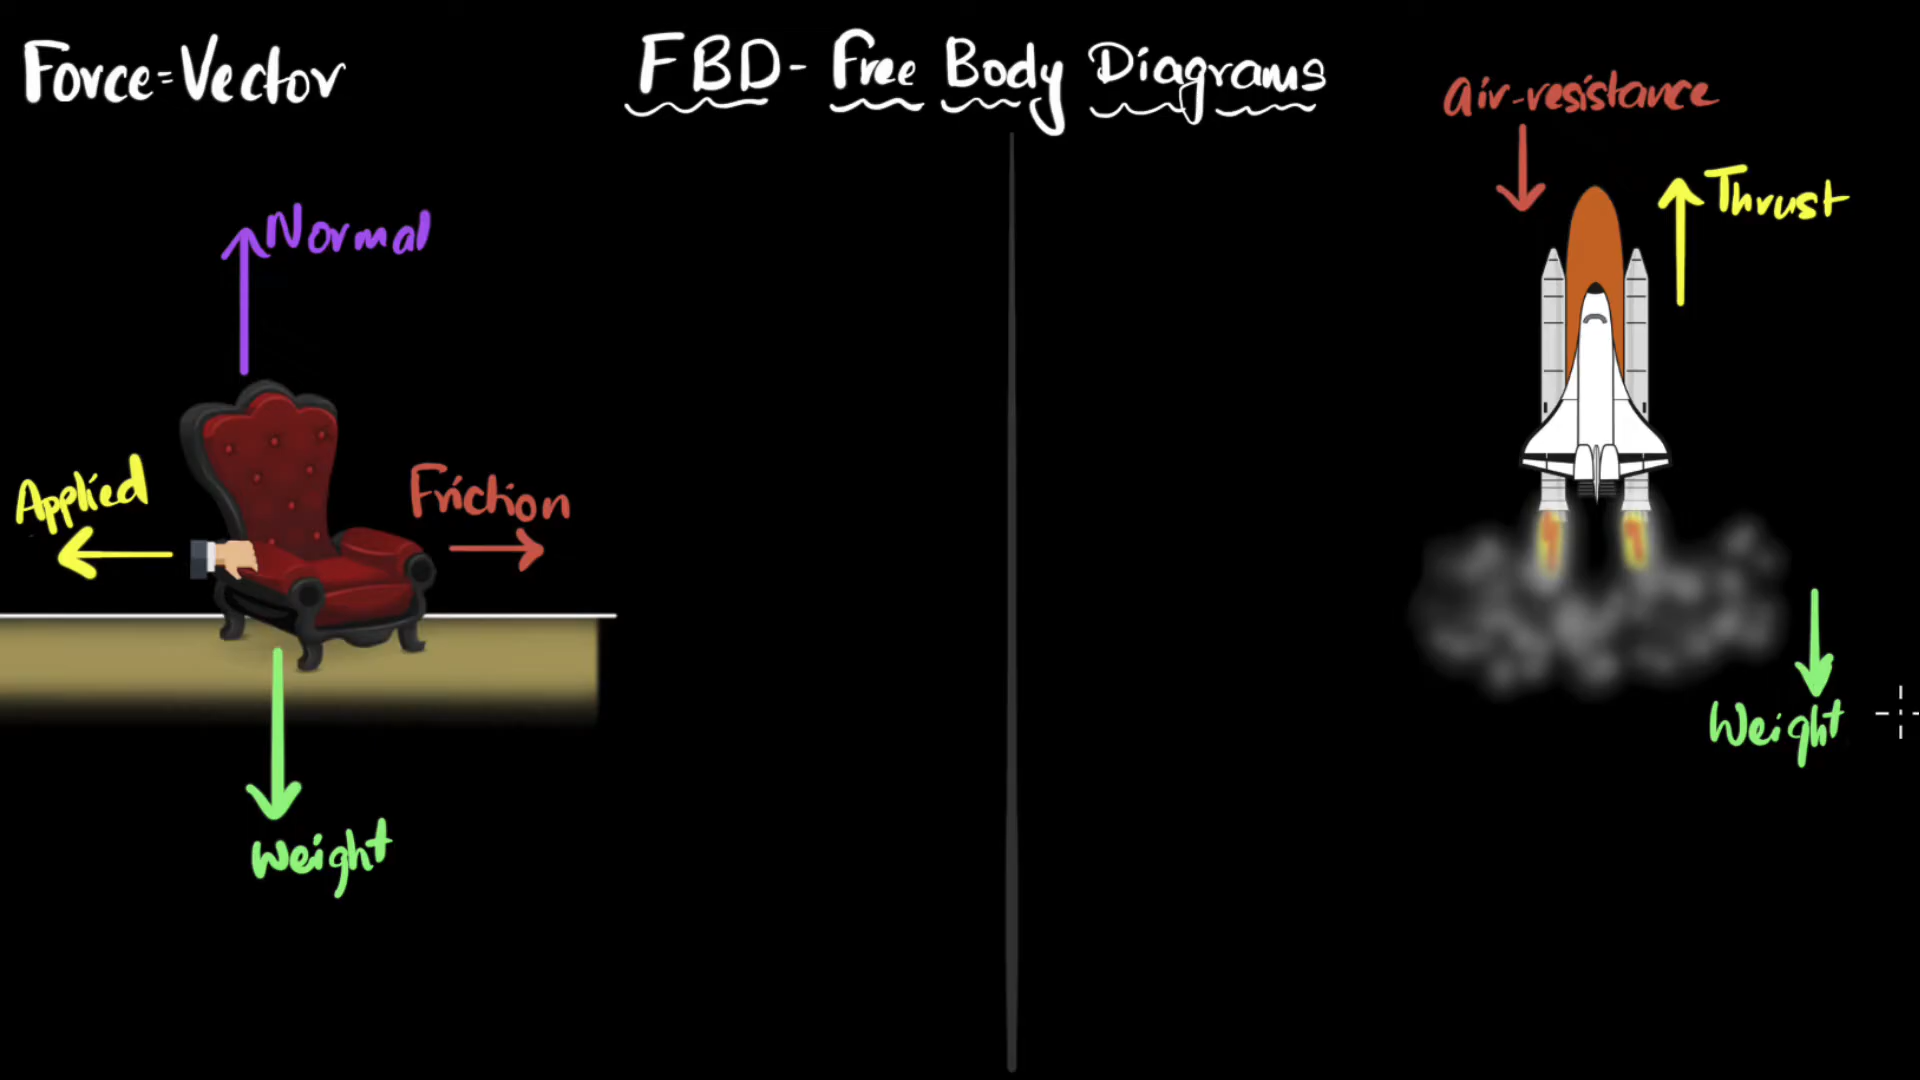 Force=Vector
FBD- Free Body Diagrams
air-resistance
Thrust
Normal
Applied
Friction
Weight
Weight